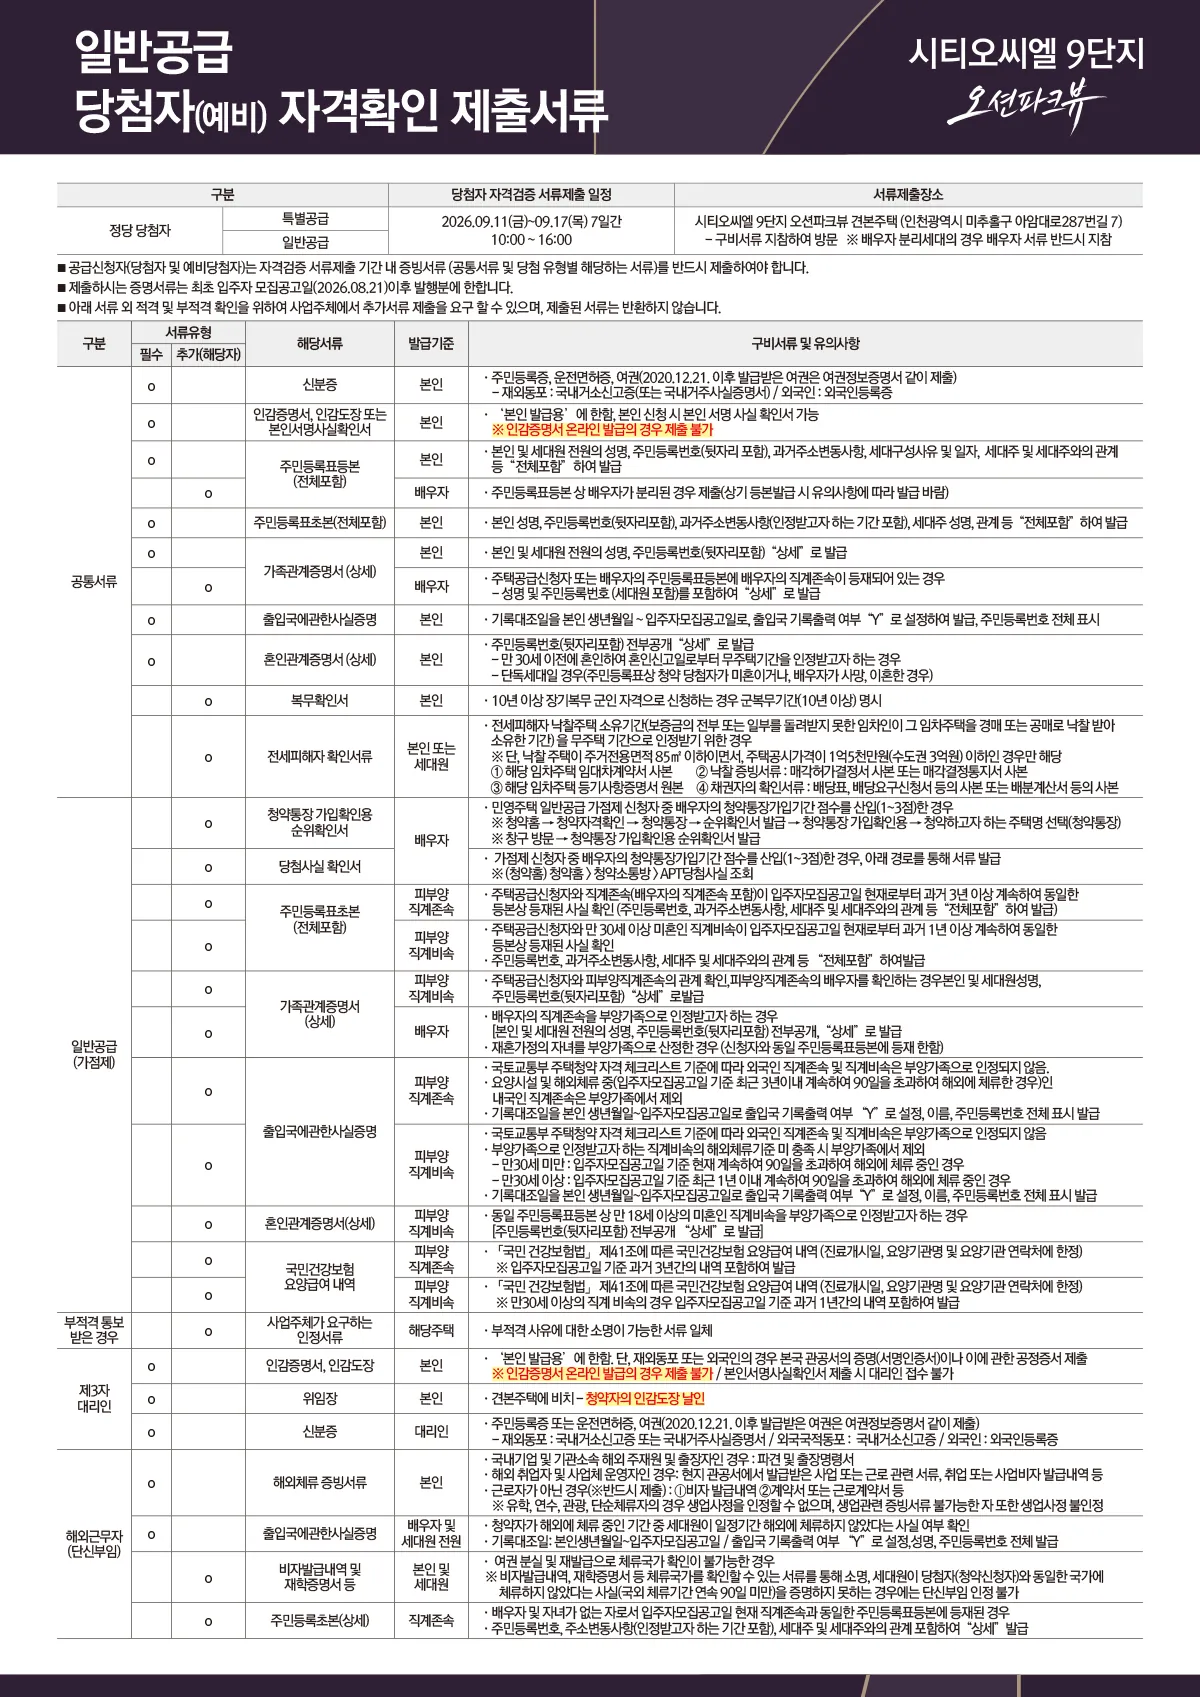 일반공급
당첨자(예비) 자격확인 제출서류
시티오씨엘 9단지
오션파크뷰
구분 당첨자 자격검증 서류제출 일정 서류제출장소
정당 당첨자 특별공급 일반공급
2026.09.11(금)~09.17(목) 7일간
10:00 ~ 16:00
시티오씨엘 9단지 오션파크뷰 견본주택 (인천광역시 미추홀구 아암대로287번길 7)
– 구비서류 지참하여 방문 ※ 배우자 분리세대의 경우 배우자 서류 반드시 지참
■ 공급신청자(당첨자 및 예비당첨자)는 자격검증 서류제출 기간 내 증빙서류 (공통서류 및 당첨 유형별 해당하는 서류)를 반드시 제출하여야 합니다.
■ 제출하시는 증명서류는 최초 입주자 모집공고일(2026.08.21)이후 발행분에 한합니다.
■ 아래 서류 외 적격 및 부적격 확인을 위하여 사업주체에서 추가서류 제출을 요구 할 수 있으며, 제출된 서류는 반환하지 않습니다.
구분 서류유형 해당서류 발급기준 구비서류 및 유의사항
필수 추가(해당자)
공통서류
o 신분증 본인 · 주민등록증, 운전면허증, 여권(2020.12.21. 이후 발급받은 여권은 여권정보증명서 같이 제출)
– 재외동포 : 국내거소신고증(또는 국내거주사실증명서) / 외국인 : 외국인등록증
o 인감증명서, 인감도장 또는 본인서명사실확인서 본인 · ‘본인 발급용’에 한함, 본인 신청 시 본인 서명 사실 확인서 가능
※ 인감증명서 온라인 발급의 경우 제출 불가
o 주민등록표등본 (전체포함) 본인 · 본인 및 세대원 전원의 성명, 주민등록번호(뒷자리 포함), 과거주소변동사항, 세대구성사유 및 일자, 세대주 및 세대주와의 관계
등“전체포함”하여 발급
o 배우자 · 주민등록표등본 상 배우자가 분리된 경우 제출(상기 등본발급 시 유의사항에 따라 발급 바람)
o 주민등록표초본(전체포함) 본인 · 본인 성명, 주민등록번호(뒷자리포함), 과거주소변동사항(인정받고자 하는 기간 포함), 세대주 성명, 관계 등“전체포함”하여 발급
o 가족관계증명서 (상세) 본인 · 본인 및 세대원 전원의 성명, 주민등록번호(뒷자리포함)“상세”로 발급
o 배우자 · 주택공급신청자 또는 배우자의 주민등록표등본에 배우자의 직계존속이 등재되어 있는 경우
– 성명 및 주민등록번호 (세대원 포함)를 포함하여“상세”로 발급
o 출입국에관한사실증명 본인 · 기록대조일을 본인 생년월일 ~ 입주자모집공고일로, 출입국 기록출력 여부“Y”로 설정하여 발급, 주민등록번호 전체 표시
o 혼인관계증명서 (상세) 본인 · 주민등록번호(뒷자리포함) 전부공개“상세”로 발급
– 만 30세 이전에 혼인하여 혼인신고일로부터 무주택기간을 인정받고자 하는 경우
– 단독세대일 경우(주민등록표상 청약 당첨자가 미혼이거나, 배우자가 사망, 이혼한 경우)
o 복무확인서 본인 · 10년 이상 장기복무 군인 자격으로 신청하는 경우 군복무기간(10년 이상) 명시
o 전세피해자 확인서류 본인 또는 세대원 · 전세피해자 낙찰주택 소유기간(보증금의 전부 또는 일부를 돌려받지 못한 임차인이 그 임차주택을 경매 또는 공매로 낙찰 받아
소유한 기간) 을 무주택 기간으로 인정받기 위한 경우
※ 단, 낙찰 주택이 주거전용면적 85㎡ 이하이면서, 주택공시가격이 1억5천만원(수도권 3억원) 이하인 경우만 해당
① 해당 임차주택 임대차계약서 사본 ② 낙찰 증빙서류 : 매각허가결정서 사본 또는 매각결정통지서 사본
③ 해당 임차주택 등기사항증명서 원본 ④ 채권자의 확인서류 : 배당표, 배당요구신청서 등의 사본 또는 배분계산서 등의 사본
일반공급 (가점제)
o 청약통장 가입확인용 순위확인서 배우자 · 민영주택 일반공급 가점제 신청자 중 배우자의 청약통장가입기간 점수를 산입(1~3점)한 경우
※ 청약홈 → 청약자격확인 → 청약통장 → 순위확인서 발급 → 청약통장 가입확인용 → 청약하고자 하는 주택명 선택(청약통장)
※ 창구 방문 → 청약통장 가입확인용 순위확인서 발급
o 당첨사실 확인서 · 가점제 신청자 중 배우자의 청약통장가입기간 점수를 산입(1~3점)한 경우, 아래 경로를 통해 서류 발급
※ (청약홈) 청약홈 〉 청약소통방 〉 APT당첨사실 조회
o 주민등록표초본 (전체포함) 피부양 직계존속 · 주택공급신청자와 직계존속(배우자의 직계존속 포함)이 입주자모집공고일 현재로부터 과거 3년 이상 계속하여 동일한
등본상 등재된 사실 확인 (주민등록번호, 과거주소변동사항, 세대주 및 세대주와의 관계 등“전체포함”하여 발급)
o 피부양 직계비속 · 주택공급신청자와 만 30세 이상 미혼인 직계비속이 입주자모집공고일 현재로부터 과거 1년 이상 계속하여 동일한
등본상 등재된 사실 확인
· 주민등록번호, 과거주소변동사항, 세대주 및 세대주와의 관계 등 “전체포함”하여발급
o 가족관계증명서 (상세) 피부양 직계비속 · 주택공급신청자와 피부양직계존속의 관계 확인,피부양직계존속의 배우자를 확인하는 경우본인 및 세대원성명,
주민등록번호(뒷자리포함)“상세”로발급
o 배우자 · 배우자의 직계존속을 부양가족으로 인정받고자 하는 경우
[본인 및 세대원 전원의 성명, 주민등록번호(뒷자리포함) 전부공개,“상세”로 발급
· 재혼가정의 자녀를 부양가족으로 산정한 경우 (신청자와 동일 주민등록표등본에 등재 한함)
o 출입국에관한사실증명 피부양 직계존속 · 국토교통부 주택청약 자격 체크리스트 기준에 따라 외국인 직계존속 및 직계비속은 부양가족으로 인정되지 않음.
· 요양시설 및 해외체류 중(입주자모집공고일 기준 최근 3년이내 계속하여 90일을 초과하여 해외에 체류한 경우)인
내국인 직계존속은 부양가족에서 제외
· 기록대조일을 본인 생년월일~입주자모집공고일로 출입국 기록출력 여부 “Y”로 설정, 이름, 주민등록번호 전체 표시 발급
o 피부양 직계비속 · 국토교통부 주택청약 자격 체크리스트 기준에 따라 외국인 직계존속 및 직계비속은 부양가족으로 인정되지 않음
· 부양가족으로 인정받고자 하는 직계비속의 해외체류기준 미 충족 시 부양가족에서 제외
– 만30세 미만 : 입주자모집공고일 기준 현재 계속하여 90일을 초과하여 해외에 체류 중인 경우
– 만30세 이상 : 입주자모집공고일 기준 최근 1년 이내 계속하여 90일을 초과하여 해외에 체류 중인 경우
· 기록대조일을 본인 생년월일~입주자모집공고일로 출입국 기록출력 여부“Y”로 설정, 이름, 주민등록번호 전체 표시 발급
o 혼인관계증명서(상세) 피부양 직계비속 · 동일 주민등록표등본 상 만 18세 이상의 미혼인 직계비속을 부양가족으로 인정받고자 하는 경우
[주민등록번호(뒷자리포함) 전부공개 “상세”로 발급]
o 국민건강보험 요양급여 내역 피부양 직계존속 · 「국민 건강보험법」 제41조에 따른 국민건강보험 요양급여 내역 (진료개시일, 요양기관명 및 요양기관 연락처에 한정)
※ 입주자모집공고일 기준 과거 3년간의 내역 포함하여 발급
o 피부양 직계비속 · 「국민 건강보험법」 제41조에 따른 국민건강보험 요양급여 내역 (진료개시일, 요양기관명 및 요양기관 연락처에 한정)
※ 만30세 이상의 직계 비속의 경우 입주자모집공고일 기준 과거 1년간의 내역 포함하여 발급
부적격 통보 받은 경우 o 사업주체가 요구하는 인정서류 해당주택 · 부적격 사유에 대한 소명이 가능한 서류 일체
제3자 대리인
o 인감증명서, 인감도장 본인 · ‘본인 발급용’에 한함. 단, 재외동포 또는 외국인의 경우 본국 관공서의 증명(서명인증서)이나 이에 관한 공정증서 제출
※ 인감증명서 온라인 발급의 경우 제출 불가 / 본인서명사실확인서 제출 시 대리인 접수 불가
o 위임장 본인 · 견본주택에 비치 – 청약자의 인감도장 날인
o 신분증 대리인 · 주민등록증 또는 운전면허증, 여권(2020.12.21. 이후 발급받은 여권은 여권정보증명서 같이 제출)
– 재외동포 : 국내거소신고증 또는 국내거주사실증명서 / 외국국적동포 : 국내거소신고증 / 외국인 : 외국인등록증
해외근무자 (단신부임)
o 해외체류 증빙서류 본인 · 국내기업 및 기관소속 해외 주재원 및 출장자인 경우 : 파견 및 출장명령서
· 해외 취업자 및 사업체 운영자인 경우: 현지 관공서에서 발급받은 사업 또는 근로 관련 서류, 취업 또는 사업비자 발급내역 등
· 근로자가 아닌 경우(※반드시 제출) : ①비자 발급내역 ②계약서 또는 근로계약서 등
※ 유학, 연수, 관광, 단순체류자의 경우 생업사정을 인정할 수 없으며, 생업관련 증빙서류 불가능한 자 또한 생업사정 불인정
o 출입국에관한사실증명 배우자 및 세대원 전원 · 청약자가 해외에 체류 중인 기간 중 세대원이 일정기간 해외에 체류하지 않았다는 사실 여부 확인
· 기록대조일: 본인생년월일~입주자모집공고일 / 출입국 기록출력 여부 “Y”로 설정,성명, 주민등록번호 전체 발급
o 비자발급내역 및 재학증명서 등 본인 및 세대원 · 여권 분실 및 재발급으로 체류국가 확인이 불가능한 경우
※ 비자발급내역, 재학증명서 등 체류국가를 확인할 수 있는 서류를 통해 소명, 세대원이 당첨자(청약신청자)와 동일한 국가에
체류하지 않았다는 사실(국외 체류기간 연속 90일 미만)을 증명하지 못하는 경우에는 단신부임 인정 불가
o 주민등록초본(상세) 직계존속 · 배우자 및 자녀가 없는 자로서 입주자모집공고일 현재 직계존속과 동일한 주민등록표등본에 등재된 경우
· 주민등록번호, 주소변동사항(인정받고자 하는 기간 포함), 세대주 및 세대주와의 관계 포함하여“상세”발급